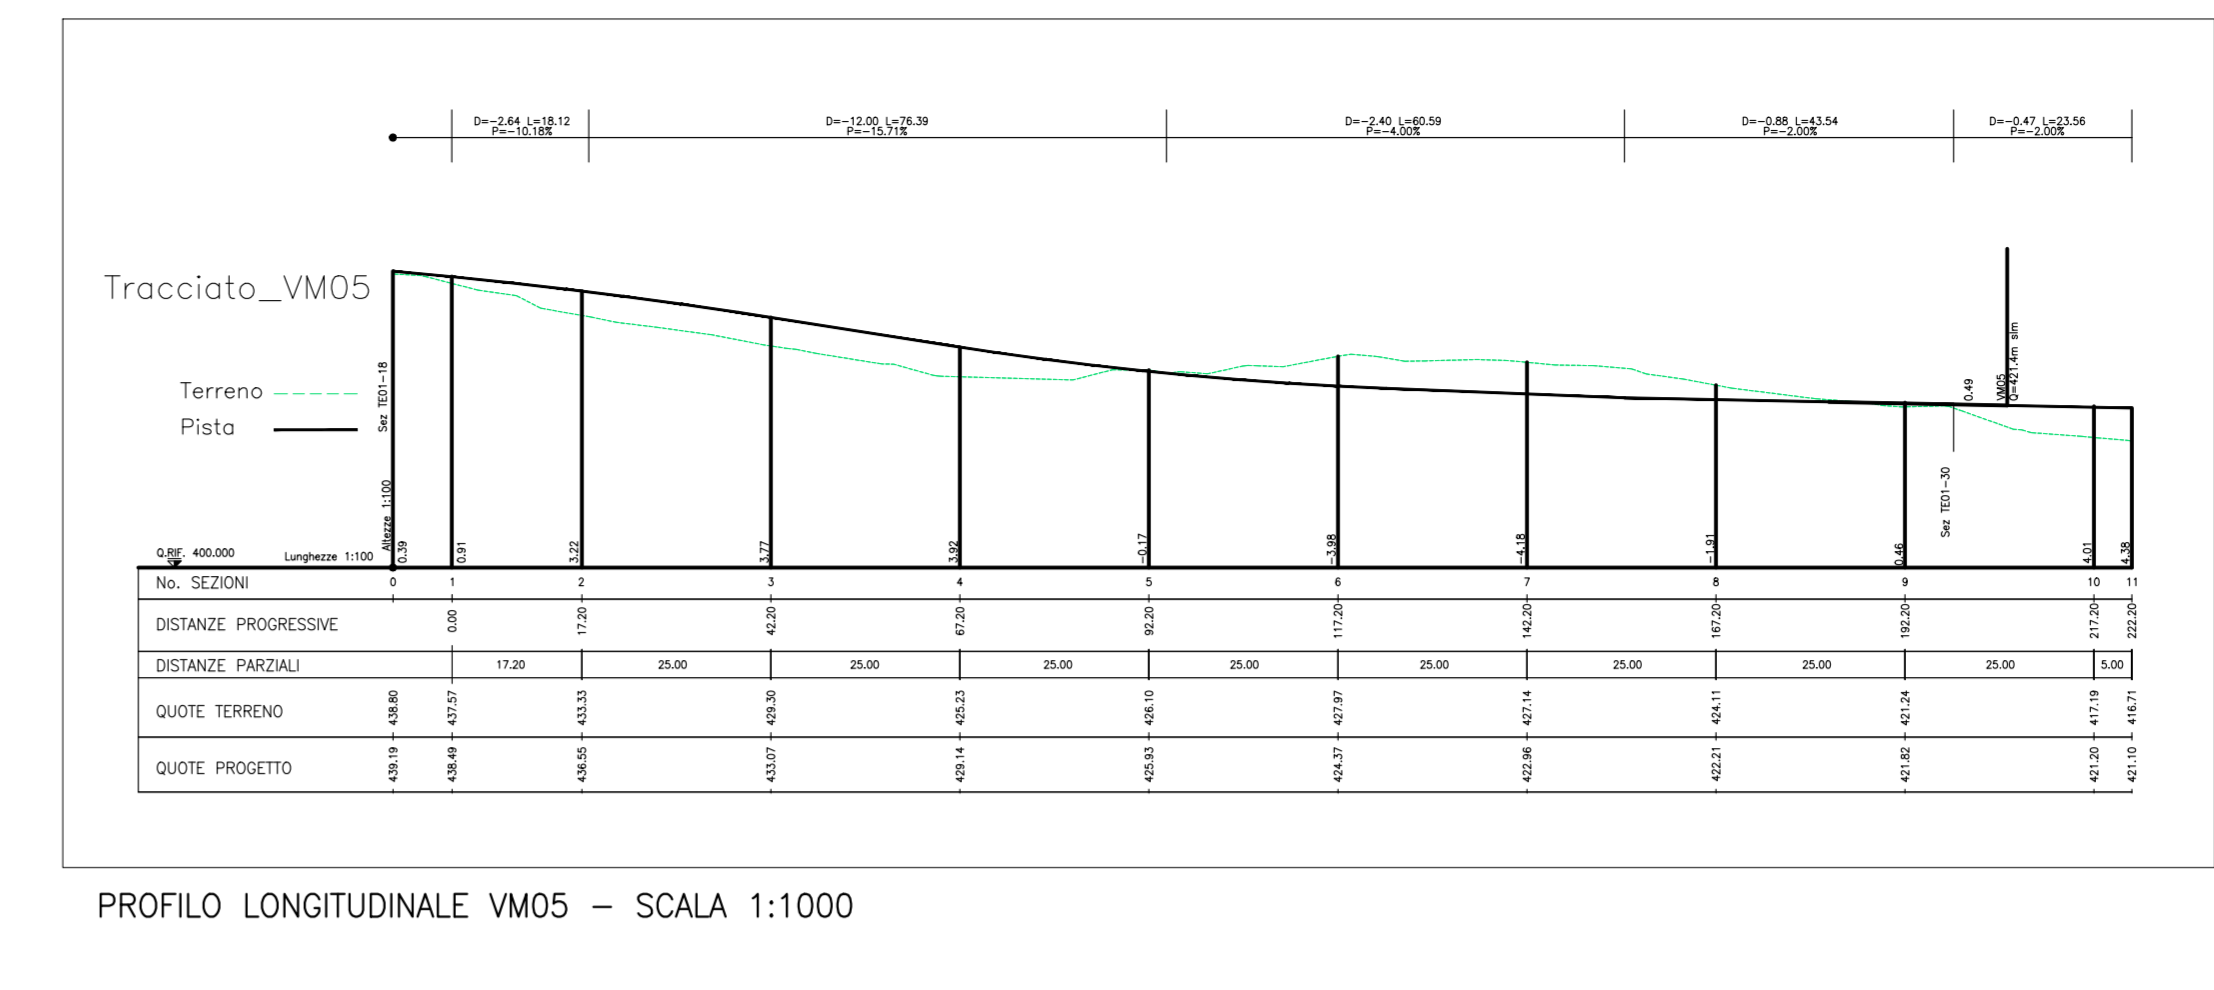 D=-2.64 L=18.12
P=-10.18%
D=-12.00 L=76.39
P=-15.71%
D=-2.40 L=60.59
P=-4.00%
D=-0.88 L=43.54
P=-2.00%
D=-0.47 L=23.56
P=-2.00%
Tracciato_VM05
Terreno
Pista
Sez TE01-18
Altezze 1:100
VM05
Q=421.4m slm
0.49
Sez TE01-30
Q.RIF. 400.000
Lunghezze 1:100
0.39 0.91 3.22 3.77 3.92 -0.17 -3.98 -4.18 -1.91 0.46 4.01 4.38
No. SEZIONI 0 1 2 3 4 5 6 7 8 9 10 11
DISTANZE PROGRESSIVE 0.00 17.20 42.20 67.20 92.20 117.20 142.20 167.20 192.20 217.20 222.20
DISTANZE PARZIALI 17.20 25.00 25.00 25.00 25.00 25.00 25.00 25.00 25.00 5.00
QUOTE TERRENO 438.80 437.57 433.33 429.30 425.23 426.10 427.97 427.14 424.11 421.24 417.19 416.71
QUOTE PROGETTO 439.19 438.49 436.55 433.07 429.14 425.93 424.37 422.96 422.21 421.82 421.20 421.10
PROFILO LONGITUDINALE VM05 – SCALA 1:1000